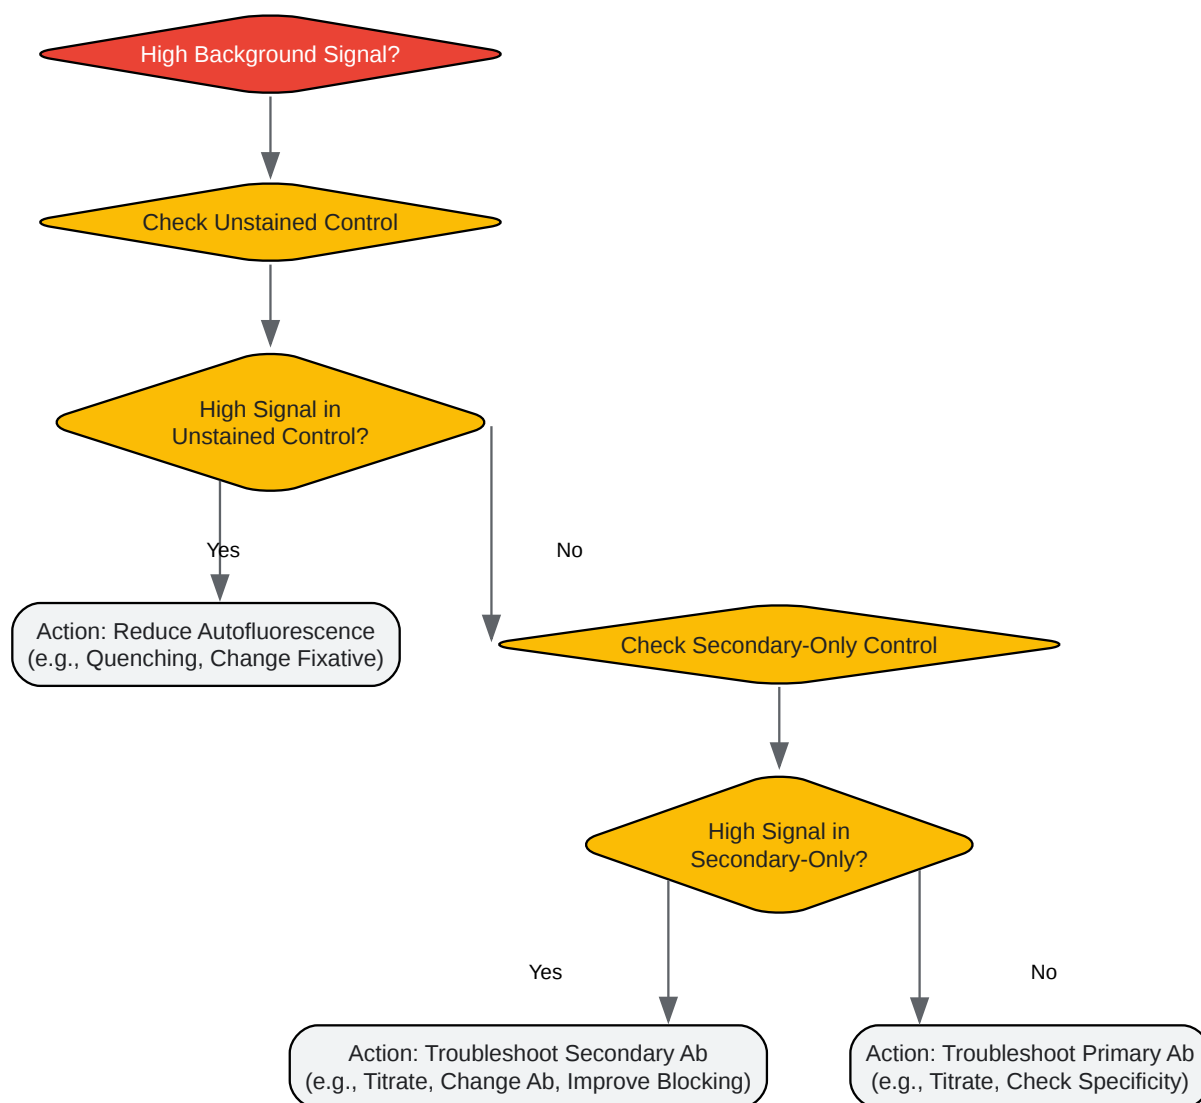 High Background Signal?
Check Unstained Control
High Signal in
Unstained Control?
Yes
No
Action: Reduce Autofluorescence
(e.g., Quenching, Change Fixative)
Check Secondary-Only Control
High Signal in
Secondary-Only?
Yes
No
Action: Troubleshoot Secondary Ab
(e.g., Titrate, Change Ab, Improve Blocking)
Action: Troubleshoot Primary Ab
(e.g., Titrate, Check Specificity)